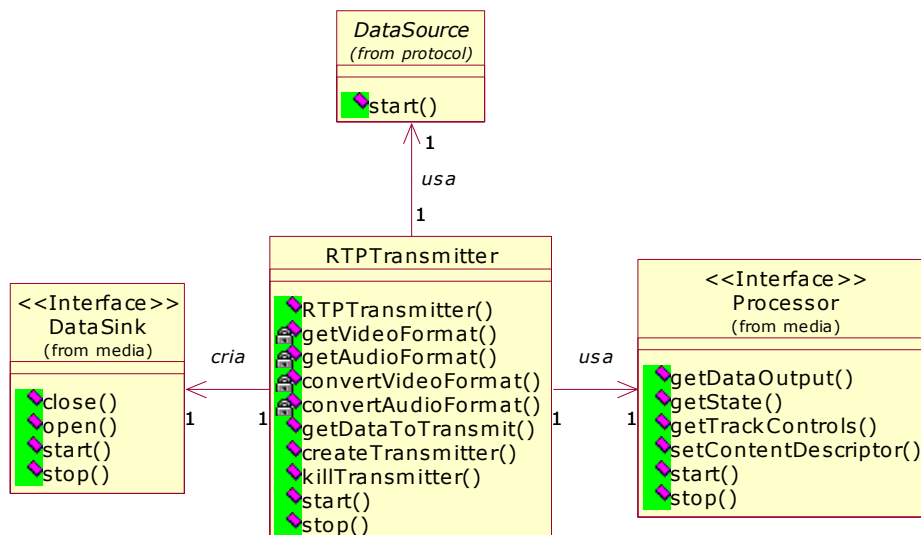 DataSource
(from protocol)
start()
1
usa
1
RTPTransmitter
RTPTransmitter()
getVideoFormat()
getAudioFormat()
convertVideoFormat()
convertAudioFormat()
getDataToTransmit()
createTransmitter()
killTransmitter()
start()
stop()
<<Interface>>
DataSink
(from media)
close()
open()
start()
stop()
cria
1
1
usa
1
1
<<Interface>>
Processor
(from media)
getDataOutput()
getState()
getTrackControls()
setContentDescriptor()
start()
stop()